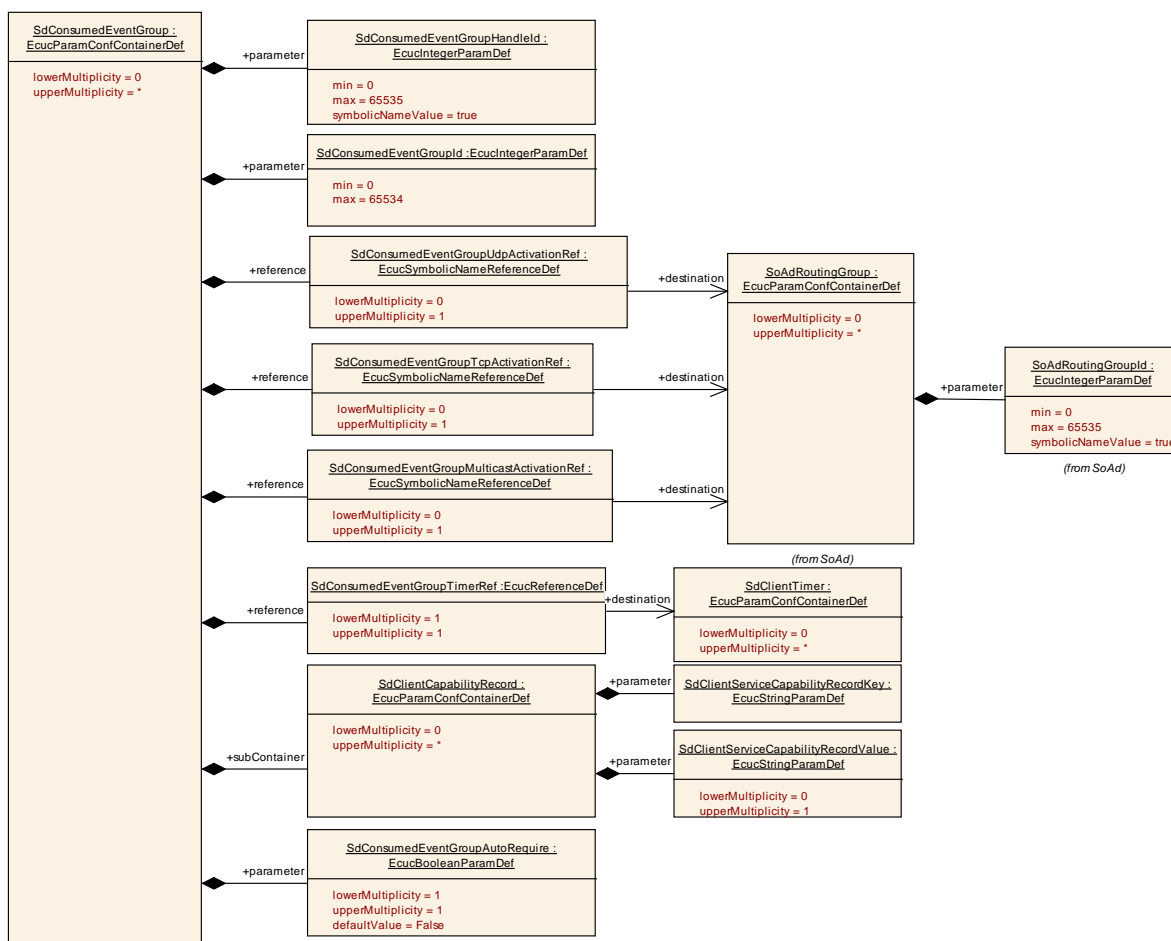 SdConsumedEventGroup :
EcucParamConfContainerDef
lowerMultiplicity = 0
upperMultiplicity = *
+parameter
SdConsumedEventGroupHandleId :
EcucIntegerParamDef
min = 0
max = 65535
symbolicNameValue = true
+parameter
SdConsumedEventGroupId :EcucIntegerParamDef
min = 0
max = 65534
+reference
SdConsumedEventGroupUdpActivationRef :
EcucSymbolicNameReferenceDef
lowerMultiplicity = 0
upperMultiplicity = 1
+destination
SoAdRoutingGroup :
EcucParamConfContainerDef
lowerMultiplicity = 0
upperMultiplicity = *
(from SoAd)
+parameter
SoAdRoutingGroupId :
EcucIntegerParamDef
min = 0
max = 65535
symbolicNameValue = true
(from SoAd)
+reference
SdConsumedEventGroupTcpActivationRef :
EcucSymbolicNameReferenceDef
lowerMultiplicity = 0
upperMultiplicity = 1
+destination
+reference
SdConsumedEventGroupMulticastActivationRef :
EcucSymbolicNameReferenceDef
lowerMultiplicity = 0
upperMultiplicity = 1
+destination
+reference
SdConsumedEventGroupTimerRef :EcucReferenceDef
lowerMultiplicity = 1
upperMultiplicity = 1
+destination
SdClientTimer :
EcucParamConfContainerDef
lowerMultiplicity = 0
upperMultiplicity = *
+subContainer
SdClientCapabilityRecord :
EcucParamConfContainerDef
lowerMultiplicity = 0
upperMultiplicity = *
+parameter
SdClientServiceCapabilityRecordKey :
EcucStringParamDef
+parameter
SdClientServiceCapabilityRecordValue :
EcucStringParamDef
lowerMultiplicity = 0
upperMultiplicity = 1
+parameter
SdConsumedEventGroupAutoRequire :
EcucBooleanParamDef
lowerMultiplicity = 1
upperMultiplicity = 1
defaultValue = False